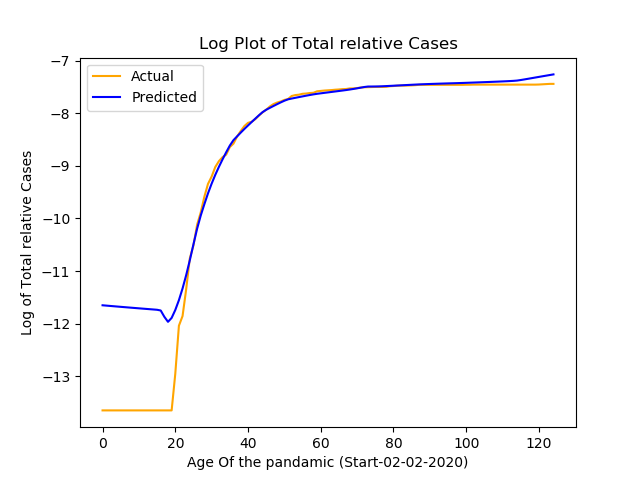 Log Plot of Total relative Cases
Actual
Predicted
Log of Total relative Cases
−7
−8
−9
−10
−11
−12
−13
0 20 40 60 80 100 120
Age Of the pandamic (Start-02-02-2020)